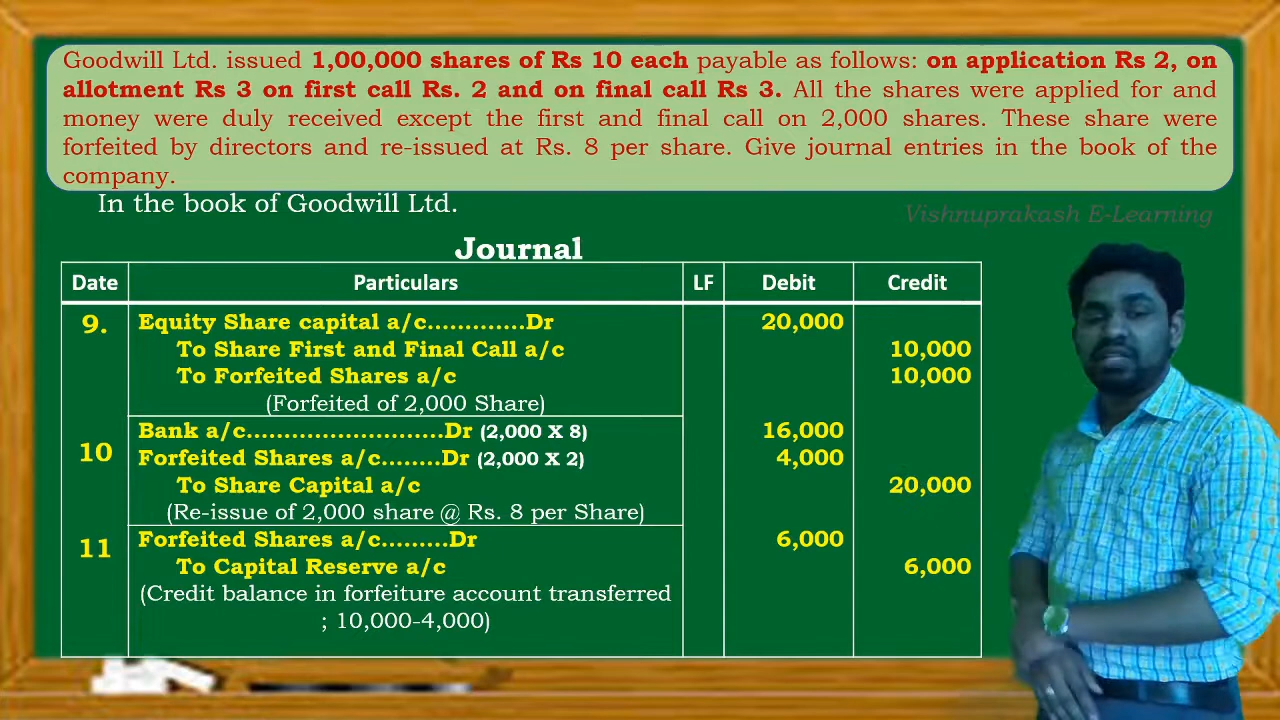 Goodwill Ltd. issued 1,00,000 shares of Rs 10 each payable as follows: on application Rs 2, on
allotment Rs 3 on first call Rs. 2 and on final call Rs 3. All the shares were applied for and
money were duly received except the first and final call on 2,000 shares. These share were
forfeited by directors and re-issued at Rs. 8 per share. Give journal entries in the book of the
company.
In the book of Goodwill Ltd.
Vishnuprakash E-Learning
Journal
Date Particulars LF Debit Credit
9. Equity Share capital a/c.............Dr 20,000
To Share First and Final Call a/c 10,000
To Forfeited Shares a/c 10,000
(Forfeited of 2,000 Share)
Bank a/c..........................Dr (2,000 X 8) 16,000
10 Forfeited Shares a/c........Dr (2,000 X 2) 4,000
To Share Capital a/c 20,000
(Re-issue of 2,000 share @ Rs. 8 per Share)
11 Forfeited Shares a/c.........Dr 6,000
To Capital Reserve a/c 6,000
(Credit balance in forfeiture account transferred
; 10,000-4,000)